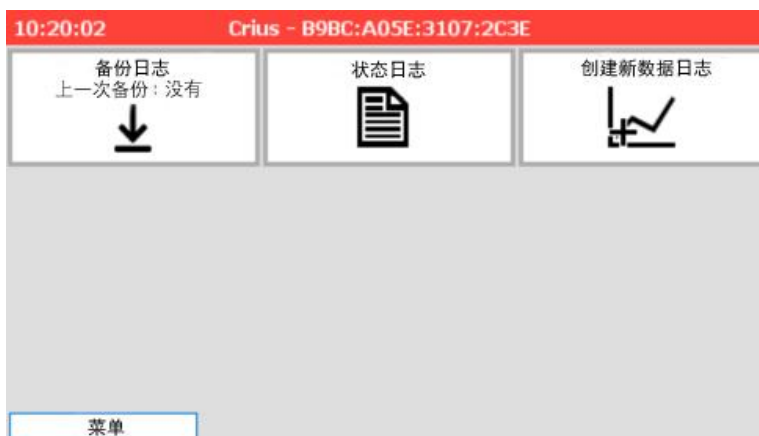 10:20:02 Crius - B9BC:A05E:3107:2C3E
备份日志
上一次备份：没有
状态日志
创建新数据日志
菜单